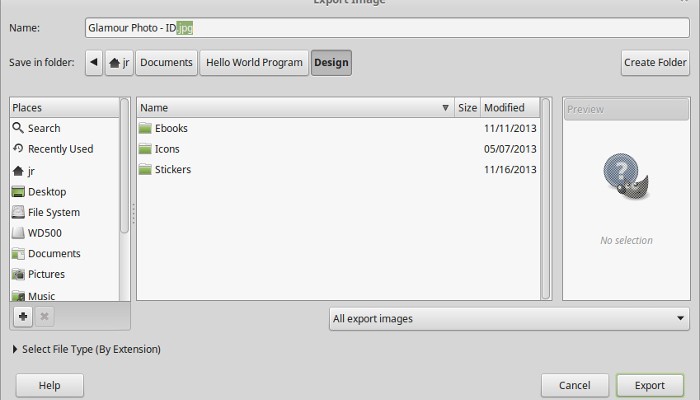 Export Image
Name: Glamour Photo - ID.jpg
Save in folder: jr Documents Hello World Program Design Create Folder
Places
Search
Recently Used
jr
Desktop
File System
WD500
Documents
Pictures
Music
Name Size Modified
Ebooks 11/11/2013
Icons 05/07/2013
Stickers 11/16/2013
Preview
?
No selection
All export images
Select File Type (By Extension)
Help Cancel Export